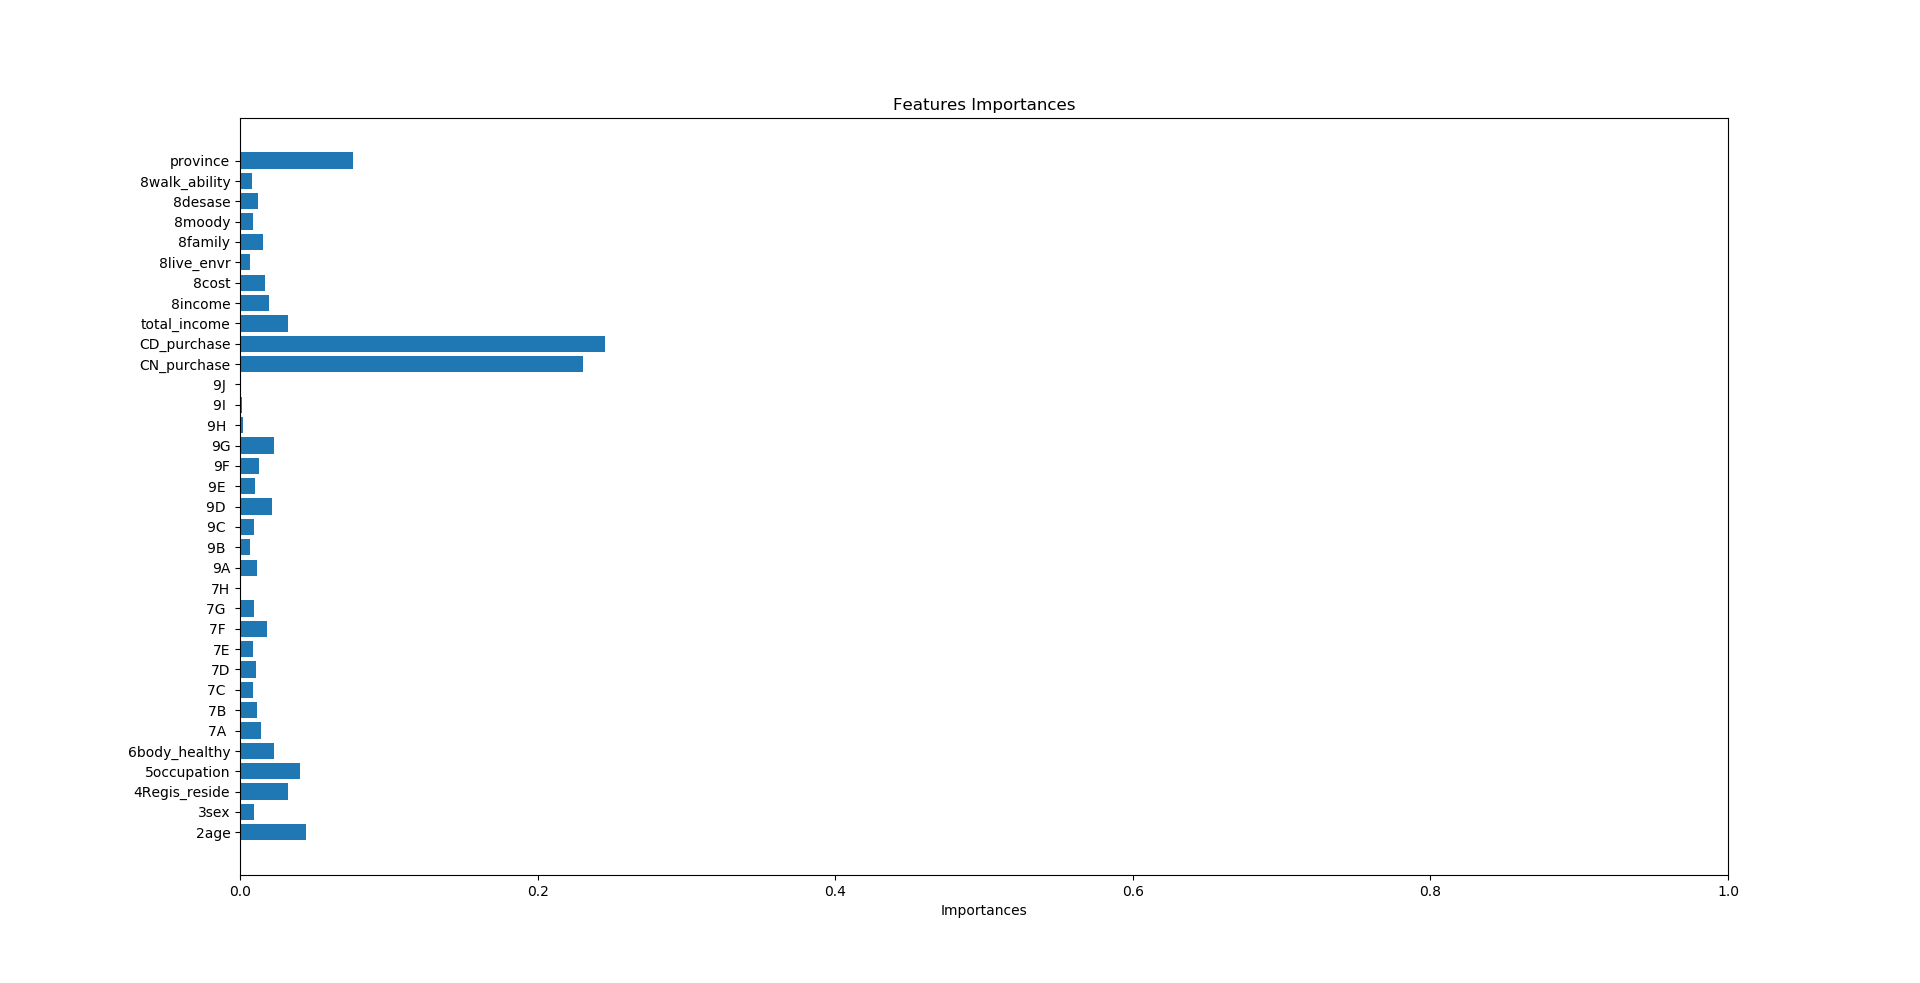 Features Importances
province
8walk_ability
8desase
8moody
8family
8live_envr
8cost
8income
total_income
CD_purchase
CN_purchase
9J
9I
9H
9G
9F
9E
9D
9C
9B
9A
7H
7G
7F
7E
7D
7C
7B
7A
6body_healthy
5occupation
4Regis_reside
3sex
2age
0.0 0.2 0.4 0.6 0.8 1.0
Importances